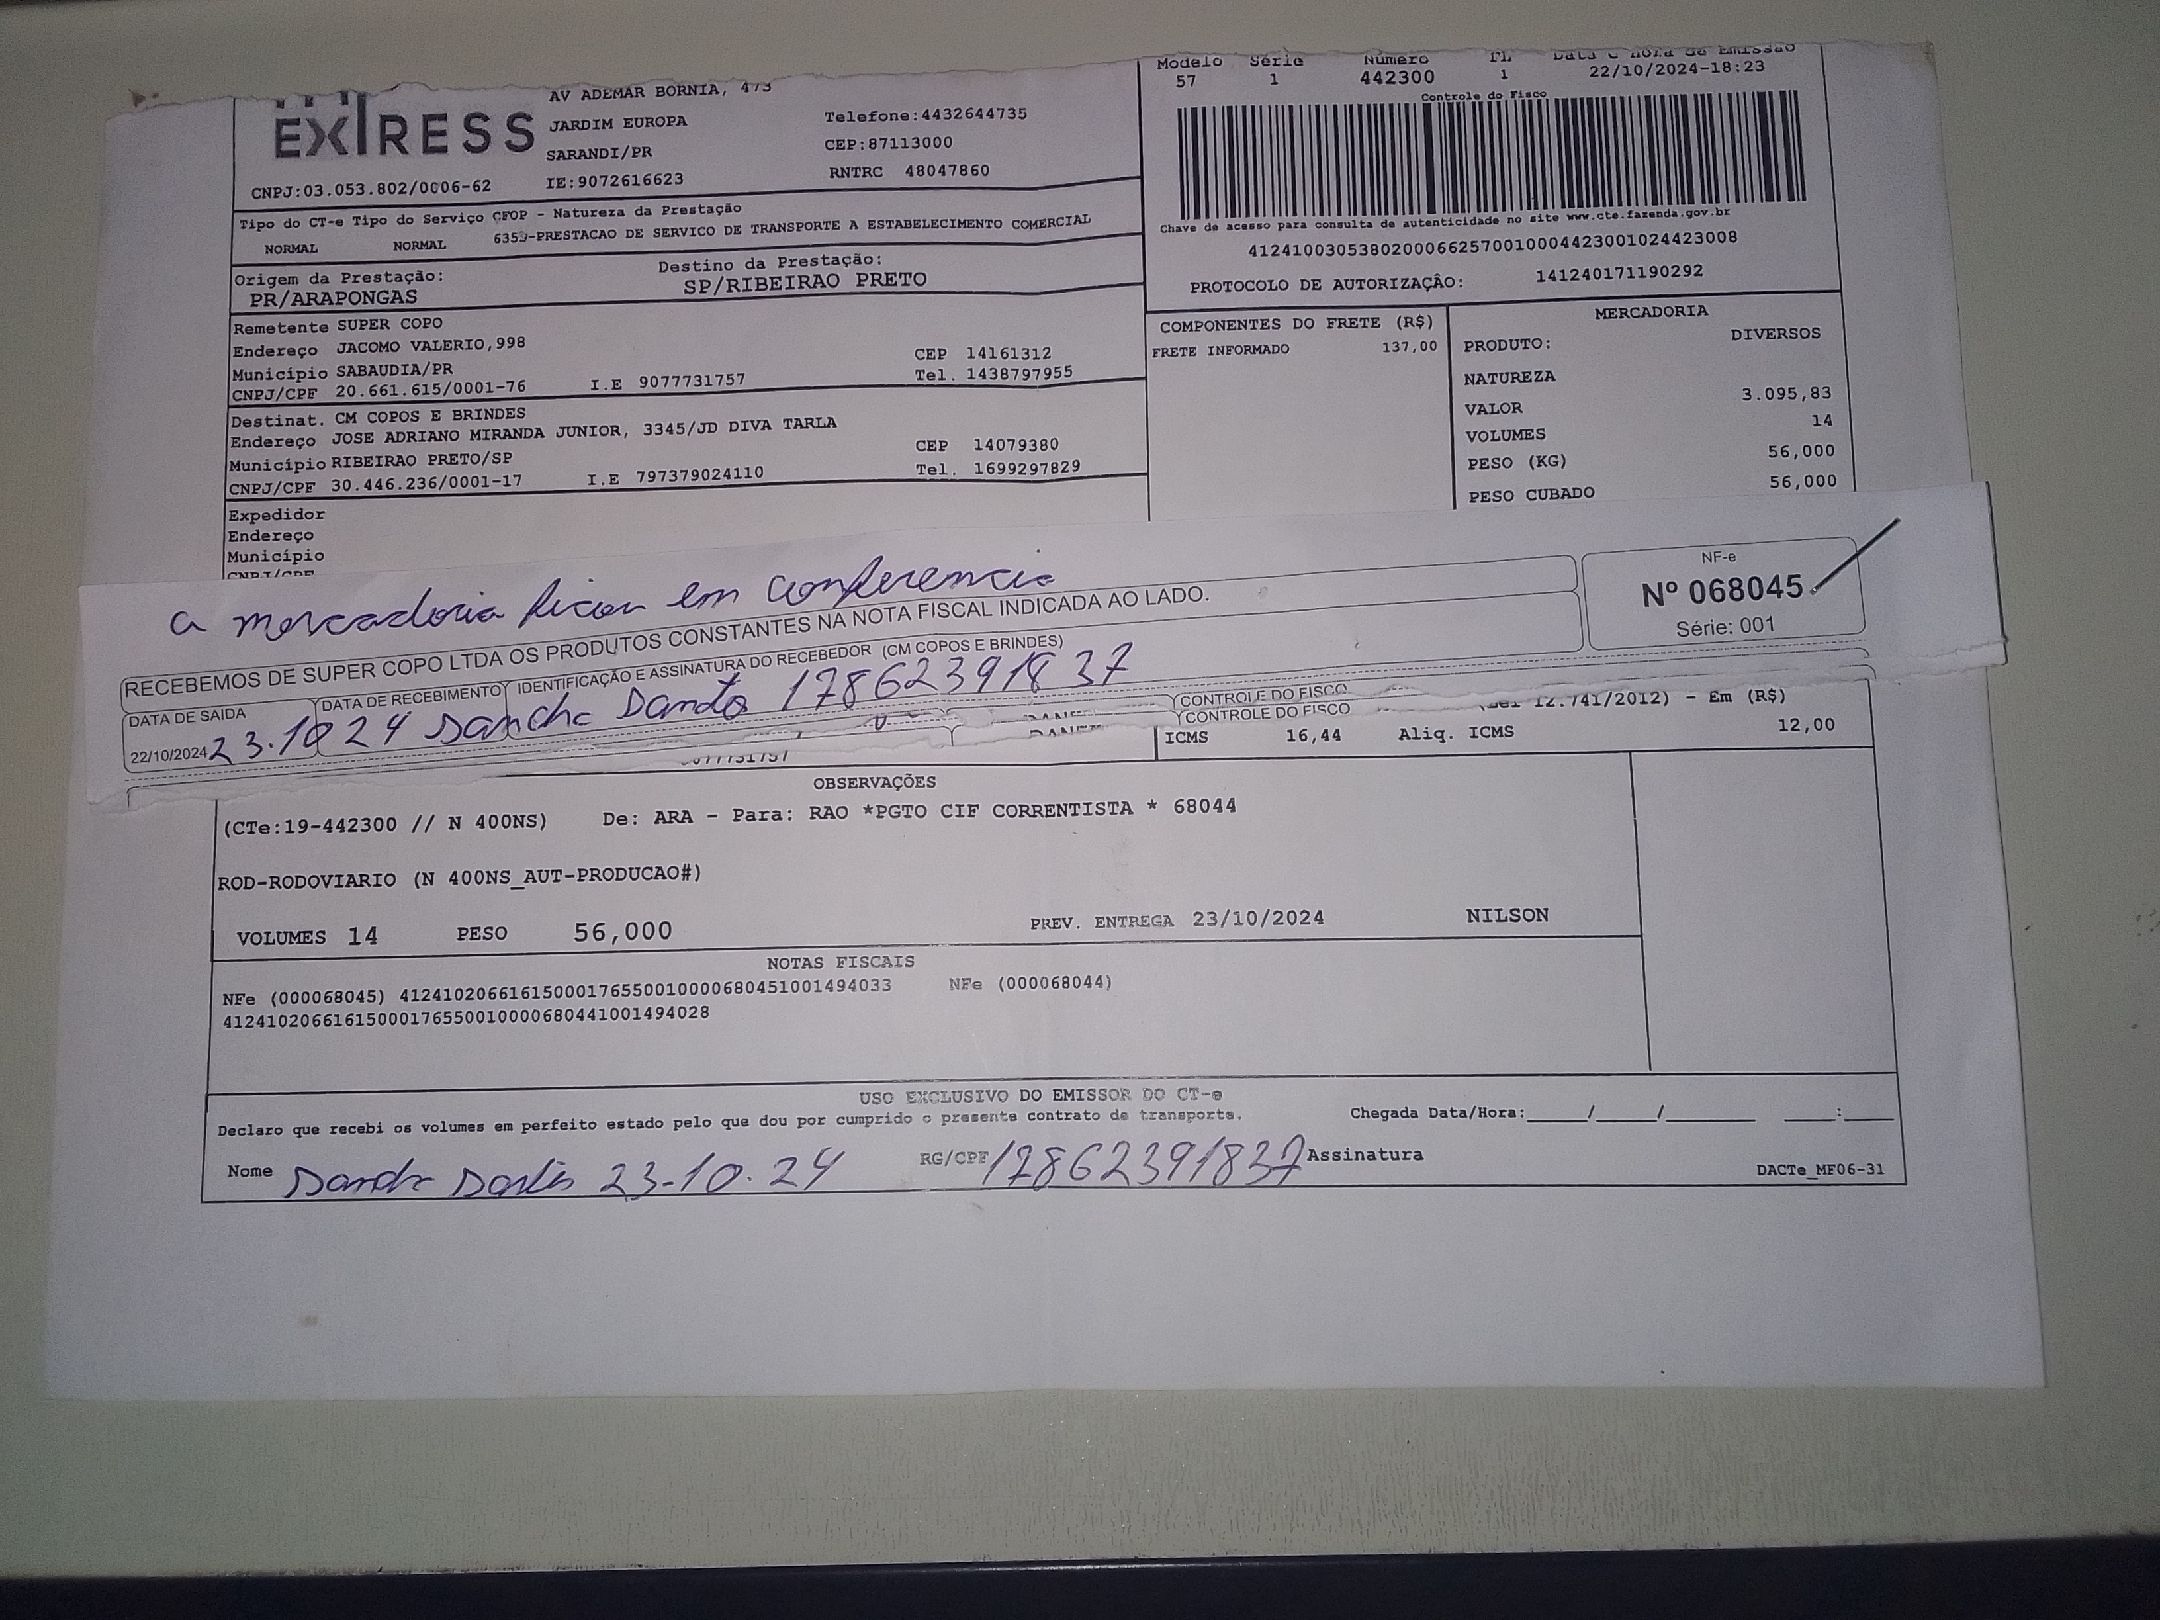 EXPRESS
AV ADEMAR BORNIA, 473
JARDIM EUROPA
SARANDI/PR
Telefone:4432644735
CEP:87113000
RNTRC 48047860
CNPJ:03.053.802/0006-62 IE:9072616623
Modelo Série Número FL Data e hora de Emissão
57 1 442300 1 22/10/2024-18:23
Controle do Fisco
Chave de acesso para consulta de autenticidade no site www.cte.fazenda.gov.br
41241003053802000662570010004423001024423008
PROTOCOLO DE AUTORIZAÇÂO: 141240171190292
Tipo do CT-e Tipo do Serviço CFOP - Natureza da Prestação
NORMAL NORMAL 6353-PRESTACAO DE SERVICO DE TRANSPORTE A ESTABELECIMENTO COMERCIAL
Origem da Prestação: Destino da Prestação:
PR/ARAPONGAS SP/RIBEIRAO PRETO
Remetente SUPER COPO
Endereço JACOMO VALERIO,998 CEP 14161312
Município SABAUDIA/PR Tel. 1438797955
CNPJ/CPF 20.661.615/0001-76 I.E 9077731757
Destinat. CM COPOS E BRINDES
Endereço JOSE ADRIANO MIRANDA JUNIOR, 3345/JD DIVA TARLA CEP 14079380
Município RIBEIRAO PRETO/SP Tel. 1699297829
CNPJ/CPF 30.446.236/0001-17 I.E 797379024110
Expedidor
Endereço
Município
CNPJ/CPF
COMPONENTES DO FRETE (R$)
FRETE INFORMADO 137,00
MERCADORIA
PRODUTO: DIVERSOS
NATUREZA
VALOR 3.095,83
VOLUMES 14
PESO (KG) 56,000
PESO CUBADO 56,000
a mercadoria ficou em conferencia
RECEBEMOS DE SUPER COPO LTDA OS PRODUTOS CONSTANTES NA NOTA FISCAL INDICADA AO LADO.
NF-e
Nº 068045
Série: 001
DATA DE SAÍDA DATA DE RECEBIMENTO IDENTIFICAÇÃO E ASSINATURA DO RECEBEDOR (CM COPOS E BRINDES)
22/10/2024 23.10 24 17862391837
CONTROLE DO FISCO
CONTROLE DO FISCO
12.741/2012) - Em (R$)
ICMS 16,44 Aliq. ICMS 12,00
OBSERVAÇÕES
(CTe:19-442300 // N 400NS) De: ARA - Para: RAO *PGTO CIF CORRENTISTA * 68044
ROD-RODOVIARIO (N 400NS_AUT-PRODUCAO#)
VOLUMES 14 PESO 56,000 PREV. ENTREGA 23/10/2024 NILSON
NOTAS FISCAIS
NFe (000068045) 41241020661615000176550010000680451001494033 NFe (000068044)
41241020661615000176550010000680441001494028
USO EXCLUSIVO DO EMISSOR DO CT-e
Declaro que recebi os volumes em perfeito estado pelo que dou por cumprido o presente contrato de transporte. Chegada Data/Hora:____/____/______ ___:___
Nome 23-10.24 RG/CPF 17862391837 Assinatura
DACTe_MF06-31